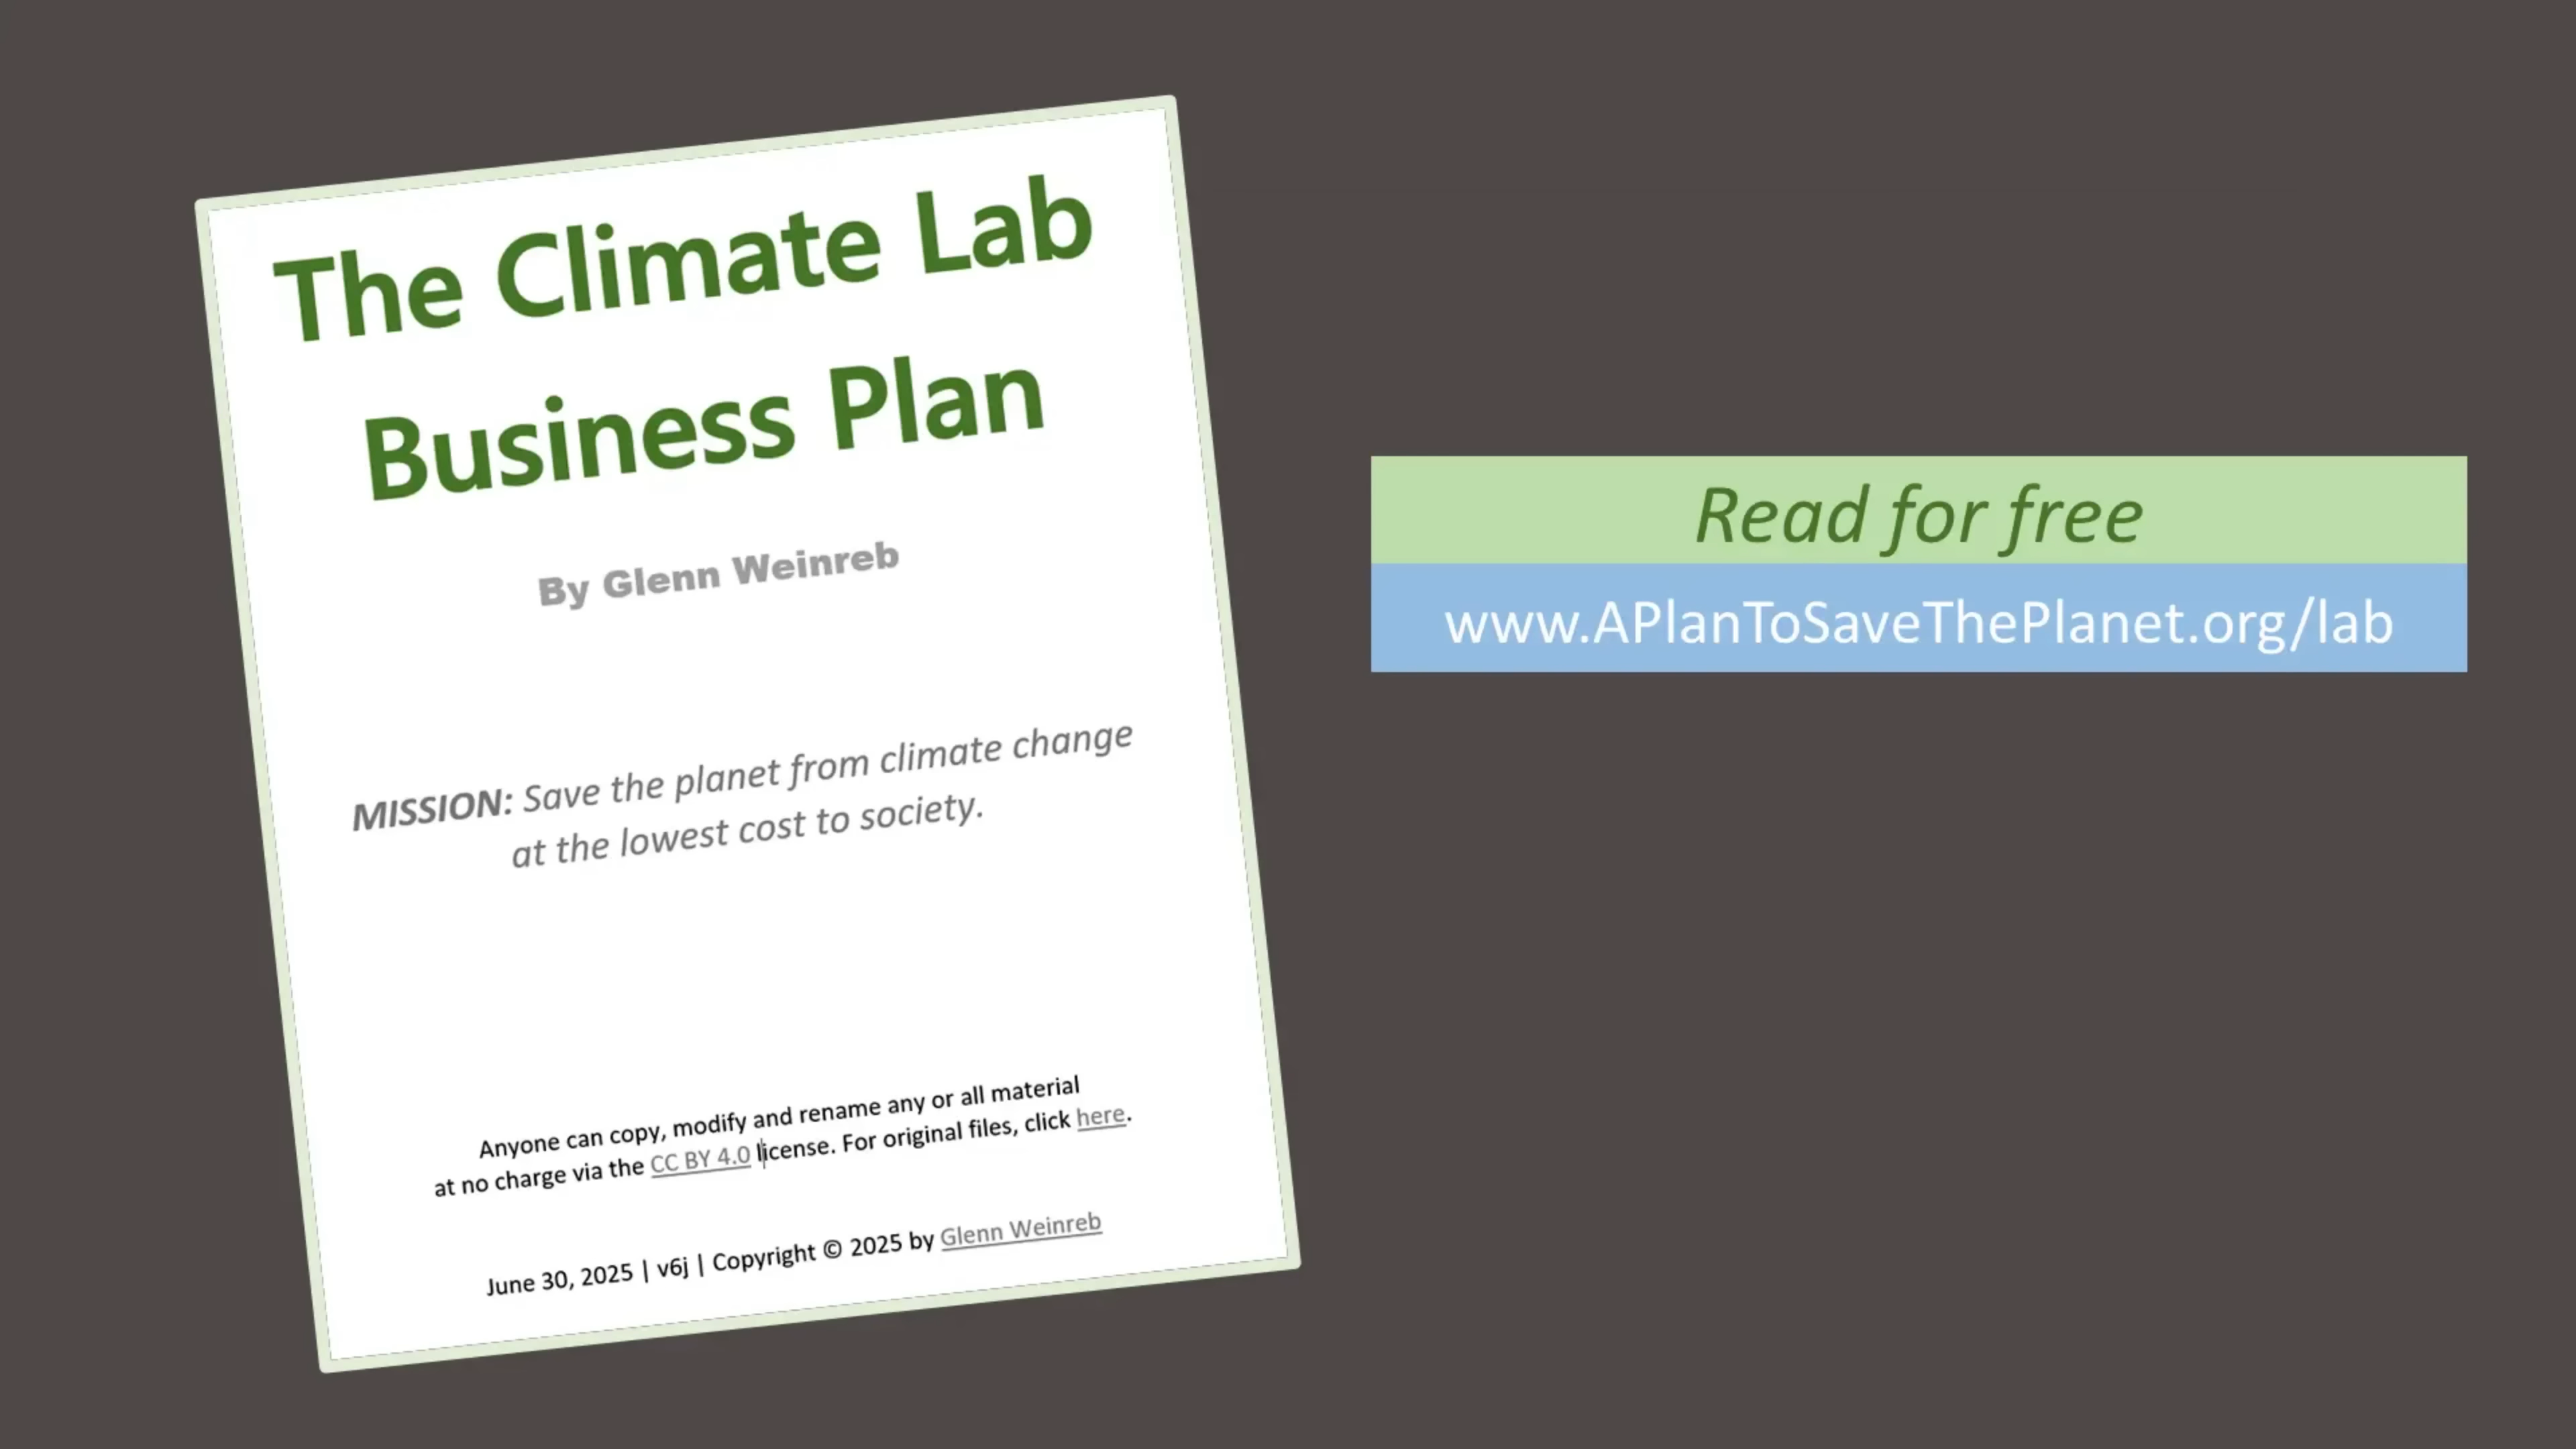 The Climate Lab
Business Plan
By Glenn Weinreb
MISSION: Save the planet from climate change
at the lowest cost to society.
Anyone can copy, modify and rename any or all material
at no charge via the CC BY 4.0 license. For original files, click here.
June 30, 2025 | v6j | Copyright © 2025 by Glenn Weinreb
Read for free
www.APlanToSaveThePlanet.org/lab